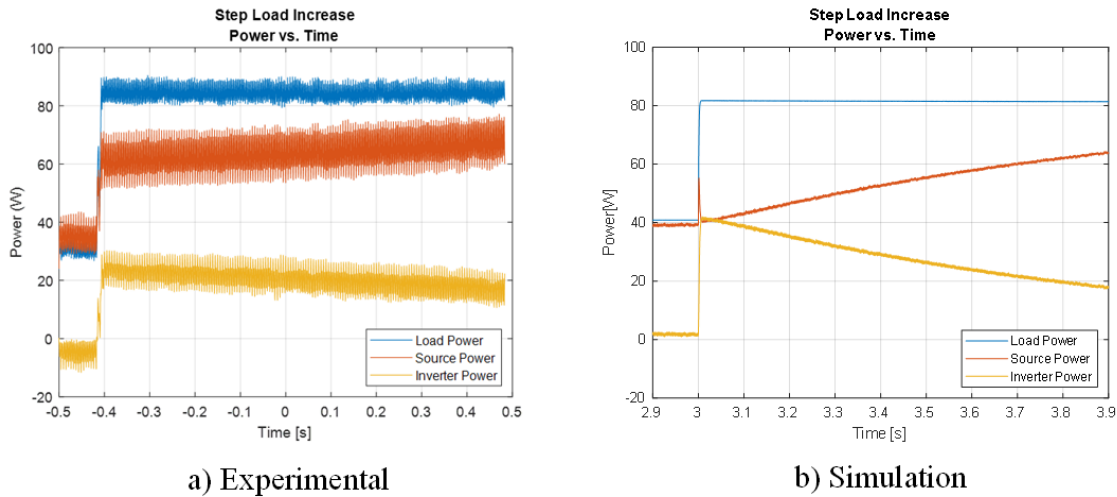 Step Load Increase
Power vs. Time
Power (W)
100
80
60
40
20
0
-20
-0.5
-0.4
-0.3
-0.2
-0.1
0
0.1
0.2
0.3
0.4
0.5
Time [s]
Load Power
Source Power
Inverter Power
a) Experimental
Step Load Increase
Power vs. Time
Power[W]
100
80
60
40
20
0
-20
2.9
3
3.1
3.2
3.3
3.4
3.5
3.6
3.7
3.8
3.9
Time [s]
Load Power
Source Power
Inverter Power
b) Simulation